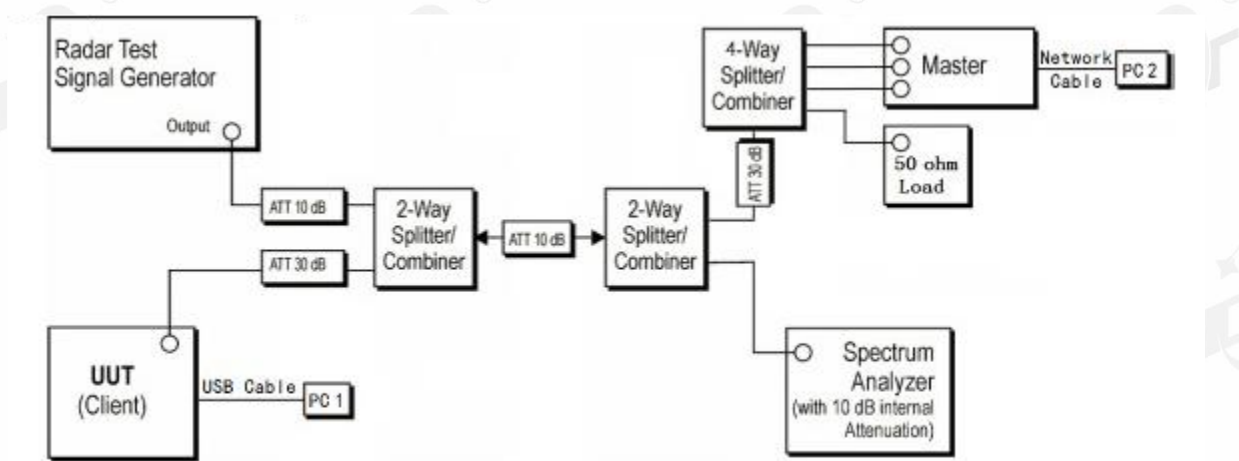 Radar Test
Signal Generator
Output
4-Way
Splitter/
Combiner
Master
Network
Cable
PC 2
50 ohm
Load
ATT 30 dB
ATT 10 dB
2-Way
Splitter/
Combiner
ATT 10 dB
2-Way
Splitter/
Combiner
ATT 30 dB
UUT
(Client)
USB Cable
PC 1
Spectrum
Analyzer
(with 10 dB internal
Attenuation)